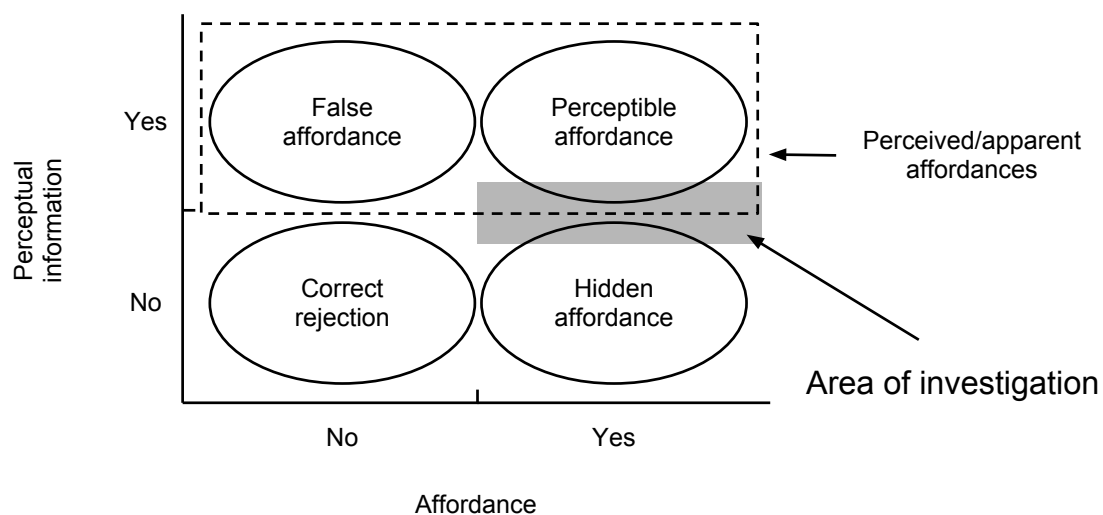 False
affordance
Perceptible
affordance
Yes
Perceived/apparent
affordances
Perceptual
information
Correct
rejection
Hidden
affordance
No
Area of investigation
No
Yes
Affordance